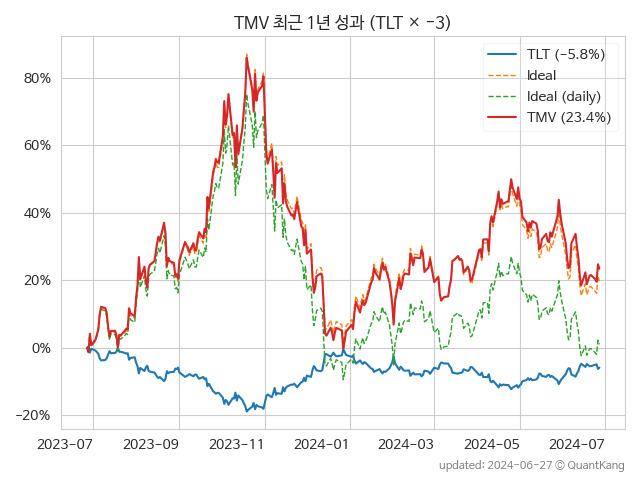 TMV 최근 1년 성과 (TLT × −3)
TLT (−5.8%)
Ideal
Ideal (daily)
TMV (23.4%)
80%
60%
40%
20%
0%
−20%
2023−07 2023−09 2023−11 2024−01 2024−03 2024−05 2024−07
updated: 2024−06−27 © QuantKang